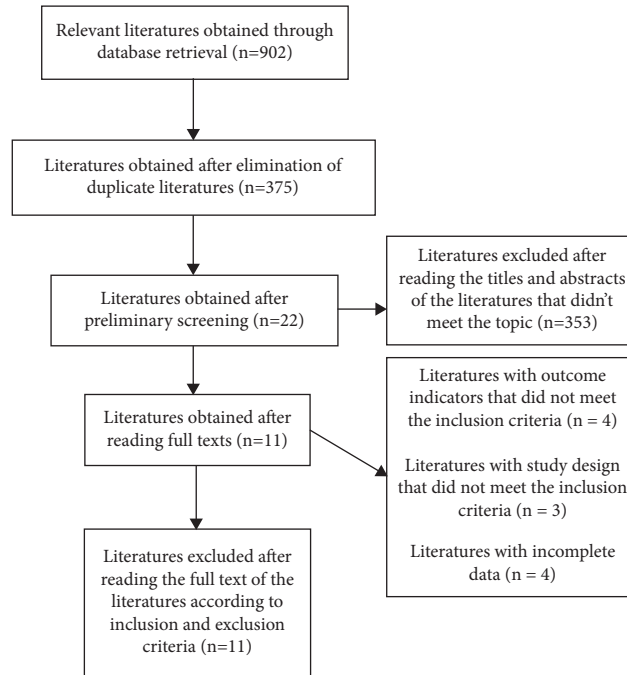 Relevant literatures obtained through
database retrieval (n=902)
Literatures obtained after elimination of
duplicate literatures (n=375)
Literatures obtained after
preliminary screening (n=22)
Literatures excluded after
reading the titles and abstracts
of the literatures that didn't
meet the topic (n=353)
Literatures obtained after
reading full texts (n=11)
Literatures with outcome
indicators that did not meet
the inclusion criteria (n = 4)
Literatures with study design
that did not meet the inclusion
criteria (n = 3)
Literatures with incomplete
data (n = 4)
Literatures excluded after
reading the full text of the
literatures according to
inclusion and exclusion
criteria (n=11)